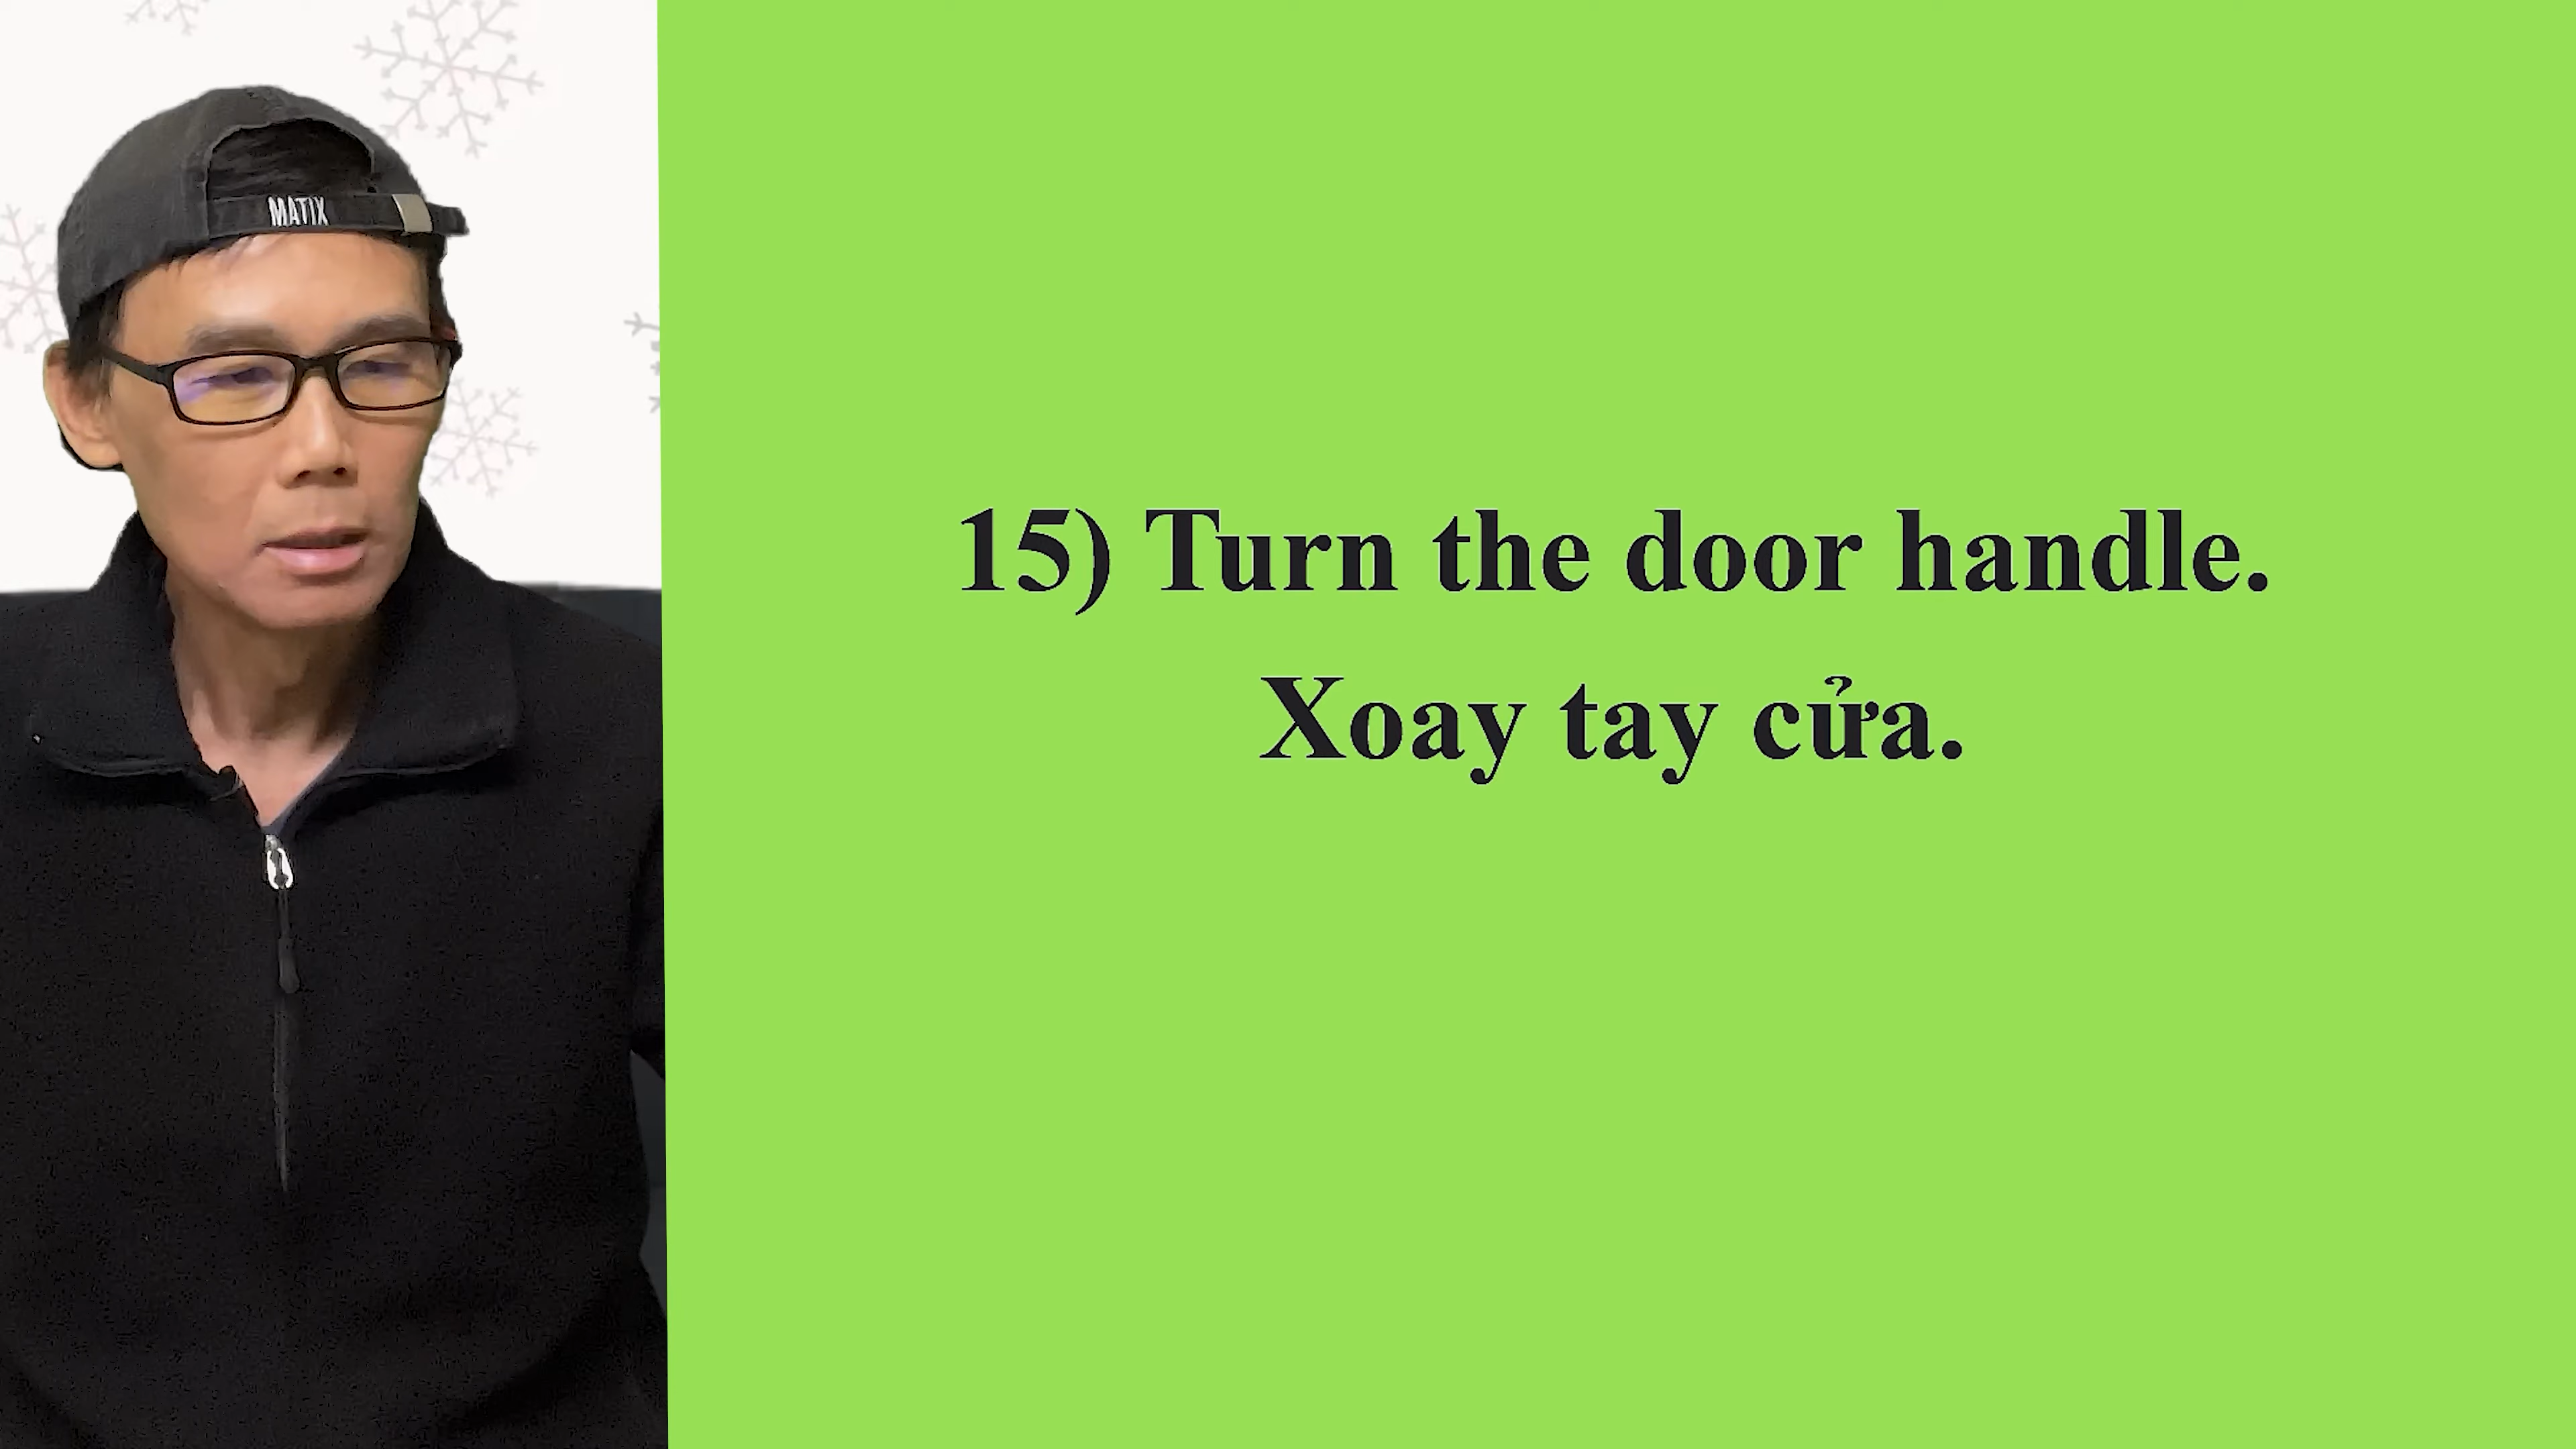 MATIX
15) Turn the door handle.
Xoay tay cửa.